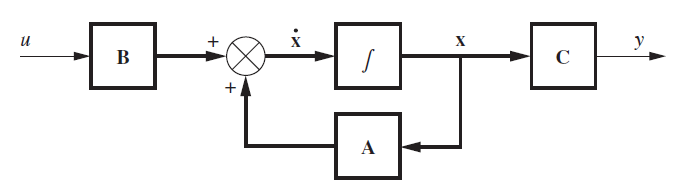 u B + ẋ ∫ x C y
+
A